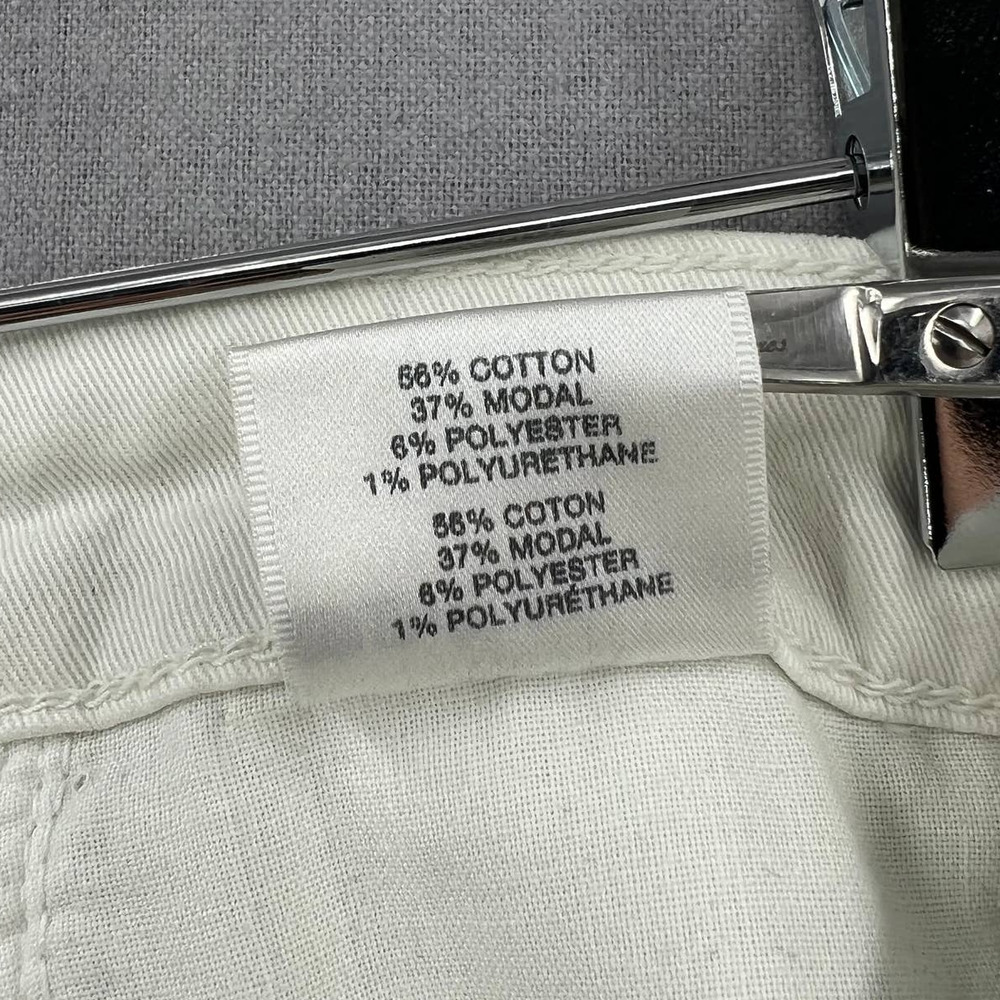 56% COTTON
37% MODAL
6% POLYESTER
1% POLYURETHANE
56% COTON
37% MODAL
6% POLYESTER
1% POLYURÉTHANE